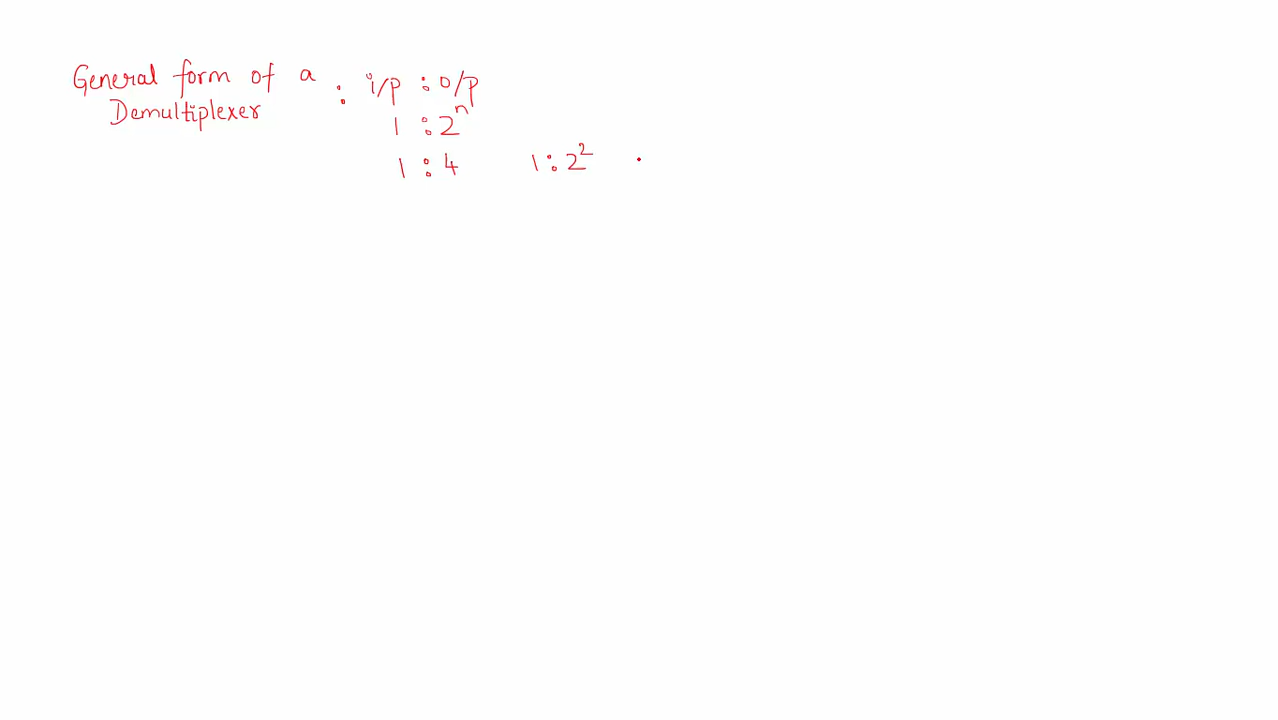 General form of a : i/p : o/p
Demultiplexer
1 : 2ⁿ
1 : 4 1 : 2²